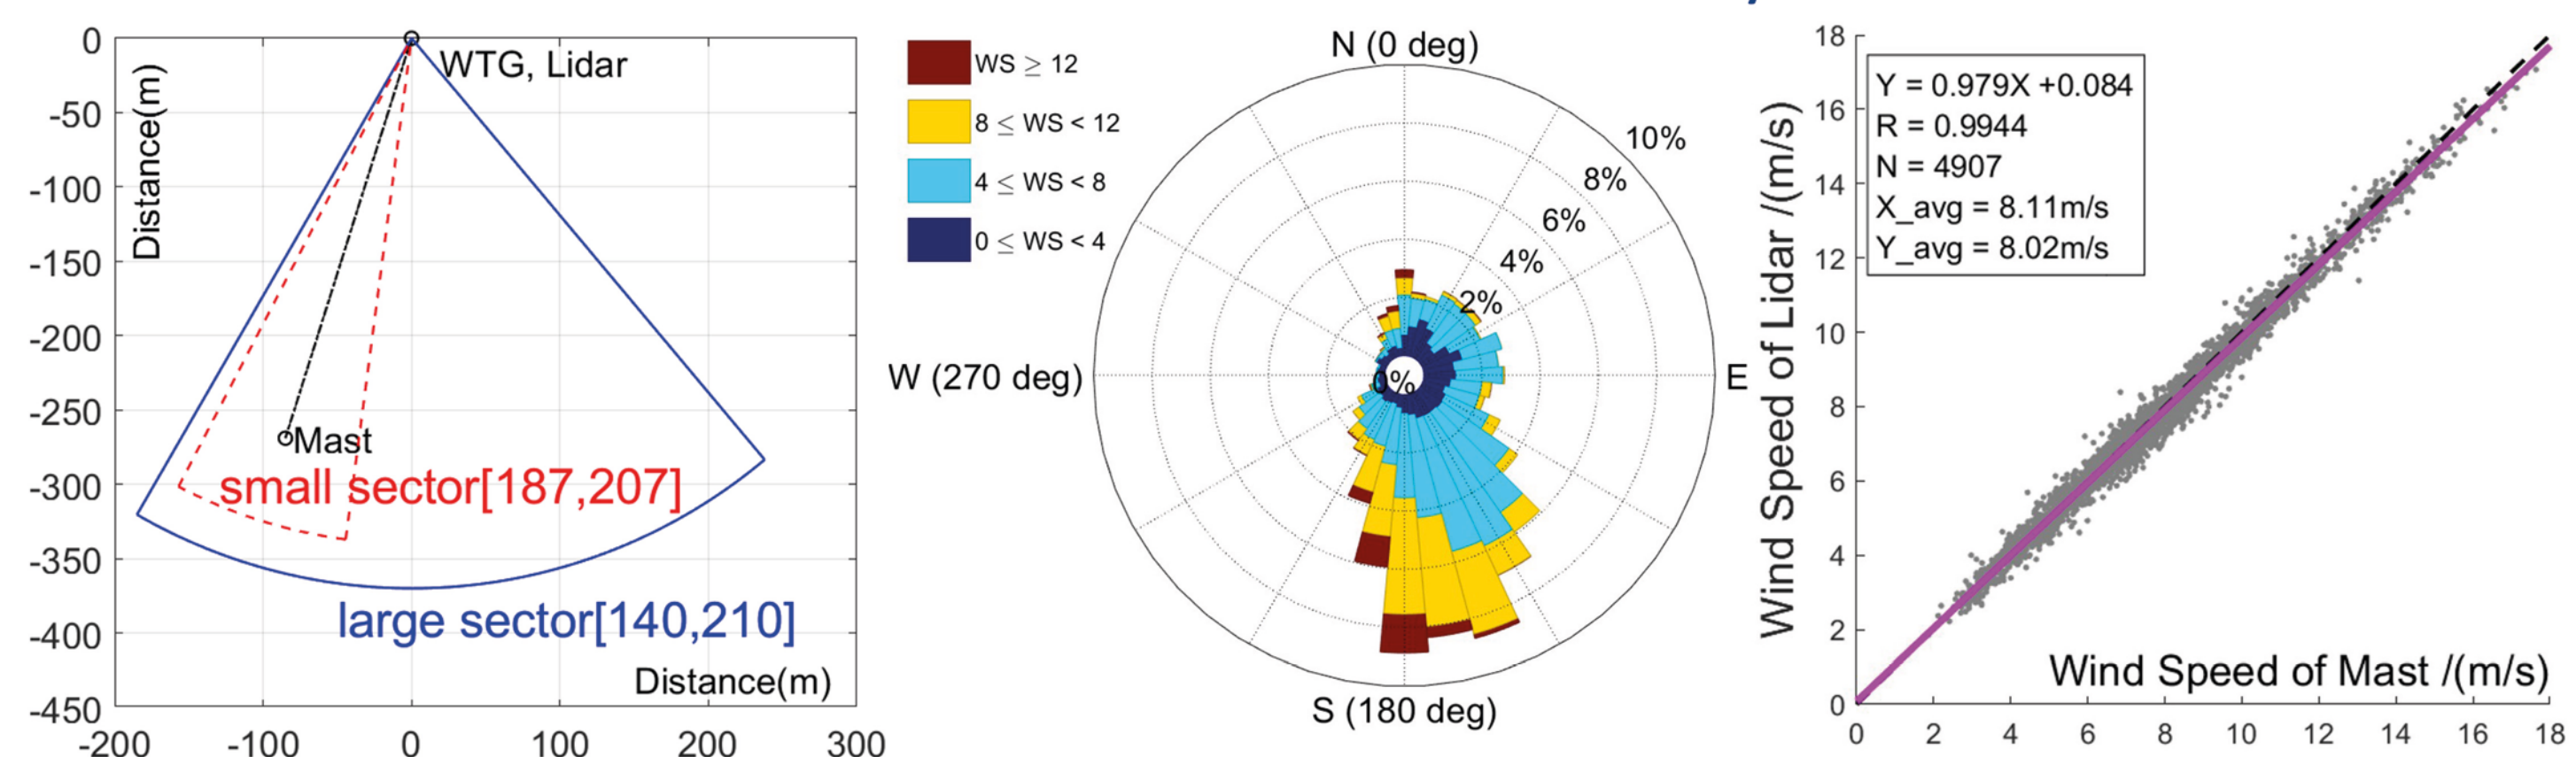 0
-50
-100
-150
-200
-250
-300
-350
-400
-450
-200
-100
0
100
200
300
Distance(m)
Distance(m)
WTG, Lidar
Mast
small sector[187,207]
large sector[140,210]
WS ≥ 12
8 ≤ WS < 12
4 ≤ WS < 8
0 ≤ WS < 4
N (0 deg)
10%
8%
6%
4%
2%
0%
W (270 deg)
E
S (180 deg)
Wind Speed of Lidar /(m/s)
18
16
14
12
10
8
6
4
2
0
Y = 0.979X +0.084
R = 0.9944
N = 4907
X_avg = 8.11m/s
Y_avg = 8.02m/s
Wind Speed of Mast /(m/s)
0
2
4
6
8
10
12
14
16
18